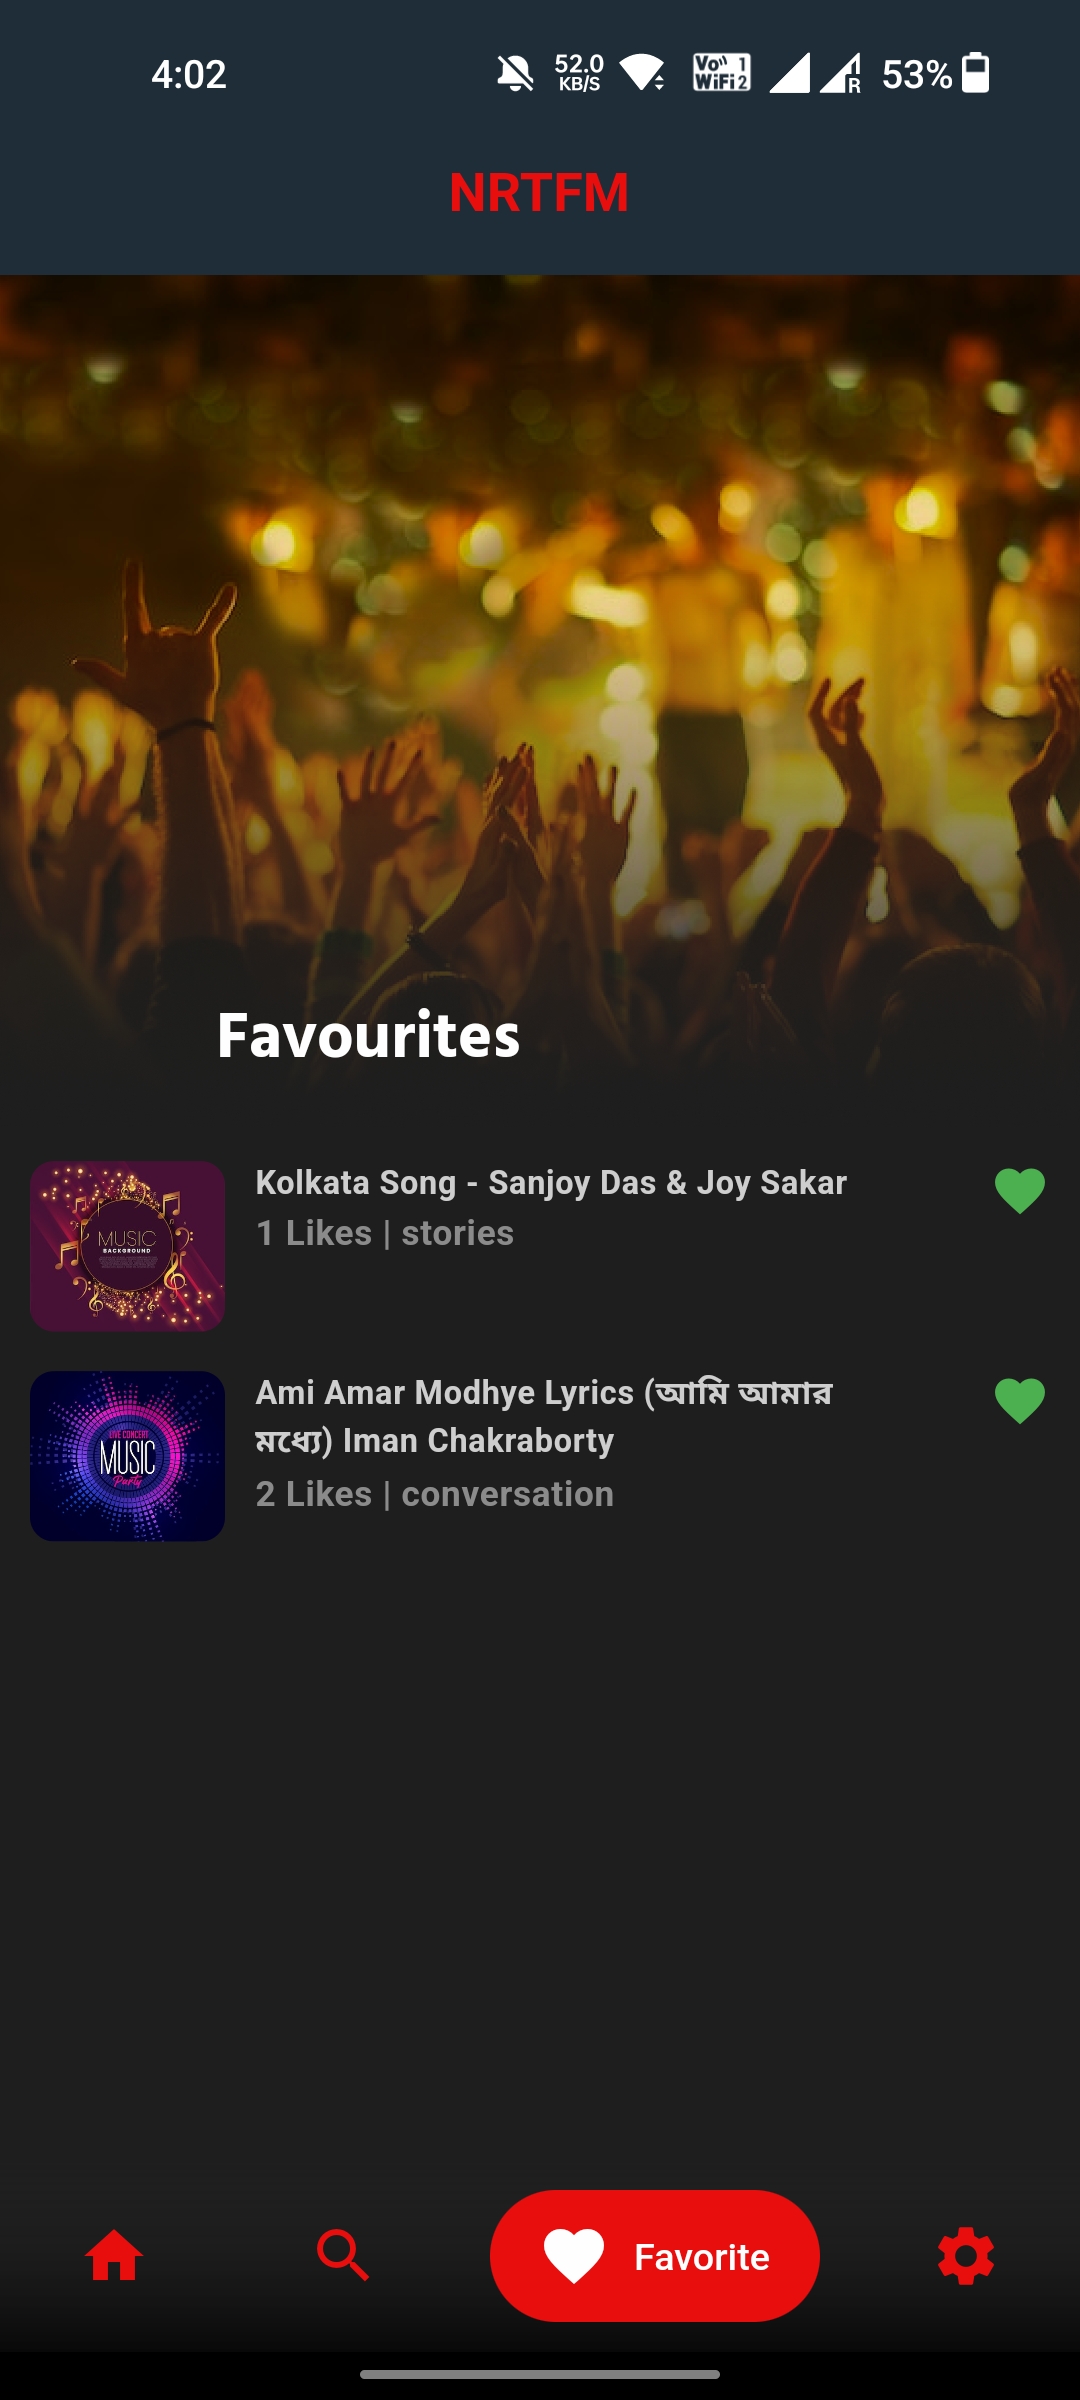 4:02
52.0
KB/S
Vo 1
WiFi 2
R
53%
NRTFM
Favourites
MUSIC
BACKGROUND
Kolkata Song - Sanjoy Das & Joy Sakar
1 Likes | stories
LIVE CONCERT
MUSIC
Party
Ami Amar Modhye Lyrics (আমি আমার
মধ্যে) Iman Chakraborty
2 Likes | conversation
Favorite